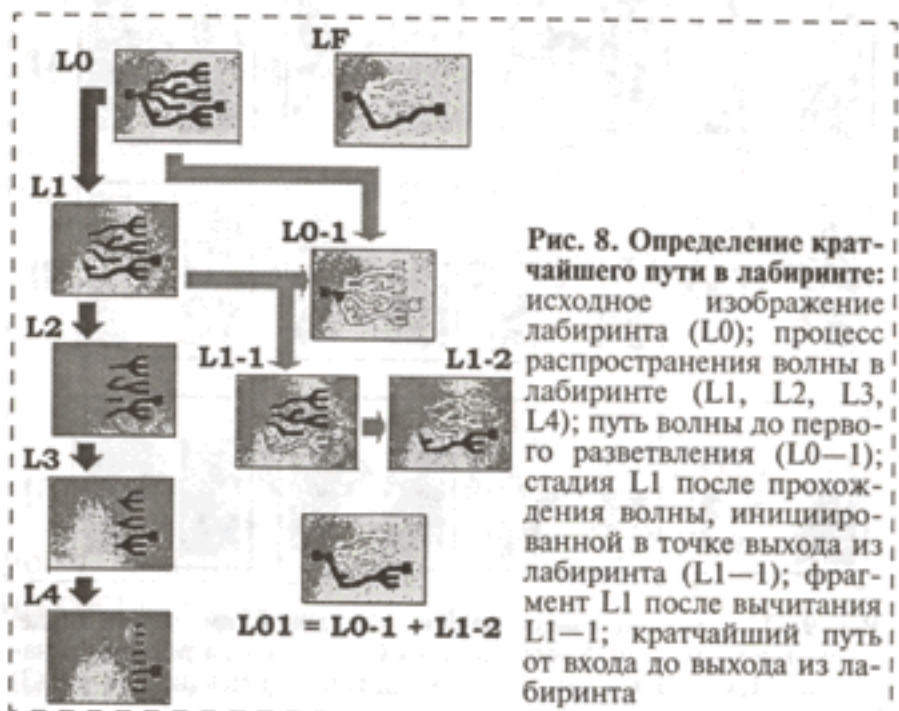 LF
L0
L1
L0-1
L2
L1-1
L1-2
L3
L4
L01 = L0-1 + L1-2
Рис. 8. Определение крат-
чайшего пути в лабиринте:
исходное изображение
лабиринта (L0); процесс
распространения волны в
лабиринте (L1, L2, L3,
L4); путь волны до перво-
го разветвления (L0—1);
стадия L1 после прохож-
дения волны, иницииро-
ванной в точке выхода из
лабиринта (L1—1); фраг-
мент L1 после вычитания
L1—1; кратчайший путь
от входа до выхода из ла-
биринта